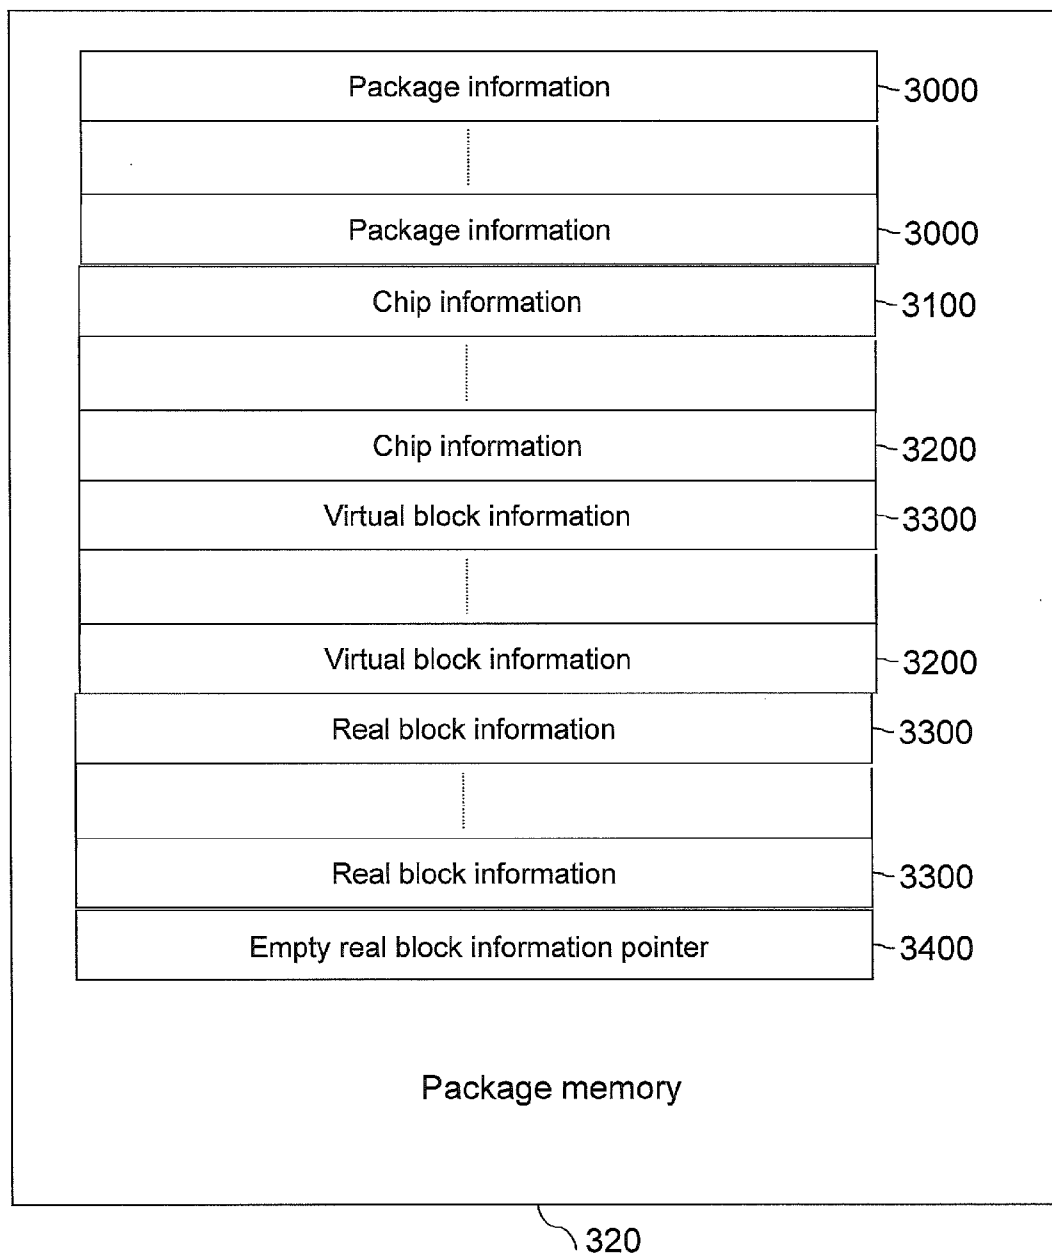 Package information 3000
Package information 3000
Chip information 3100
Chip information 3200
Virtual block information 3300
Virtual block information 3200
Real block information 3300
Real block information 3300
Empty real block information pointer 3400
Package memory
320